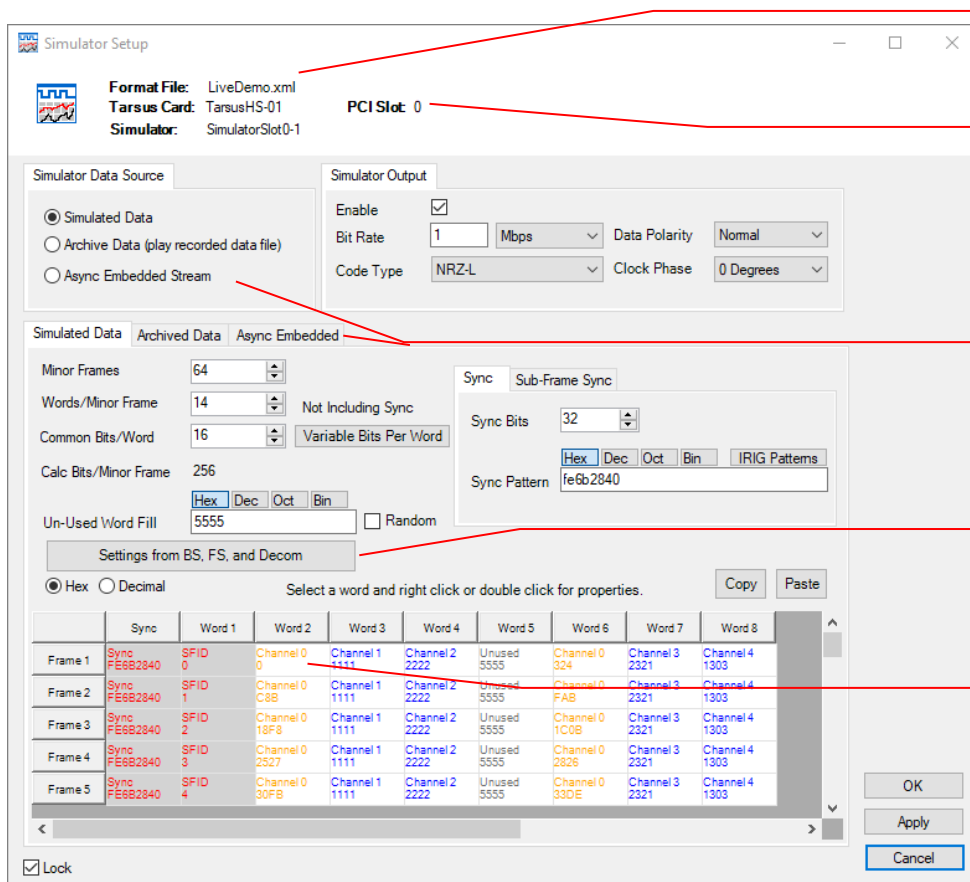 Simulator Setup
Format File: LiveDemo.xml
Tarsus Card: TarsusHS-01 PCI Slot: 0
Simulator: SimulatorSlot0-1
Simulator Data Source
Simulated Data
Archive Data (play recorded data file)
Async Embedded Stream
Simulator Output
Enable
Bit Rate 1 Mbps Data Polarity Normal
Code Type NRZ-L Clock Phase 0 Degrees
Simulated Data Archived Data Async Embedded
Minor Frames 64
Words/Minor Frame 14 Not Including Sync
Common Bits/Word 16 Variable Bits Per Word
Calc Bits/Minor Frame 256
Hex Dec Oct Bin
Un-Used Word Fill 5555 Random
Sync Sub-Frame Sync
Sync Bits 32
Hex Dec Oct Bin IRIG Patterns
Sync Pattern fe6b2840
Settings from BS, FS, and Decom
Hex Decimal Select a word and right click or double click for properties. Copy Paste
Sync Word 1 Word 2 Word 3 Word 4 Word 5 Word 6 Word 7 Word 8
Frame 1 Sync SFID Channel 0 Channel 1 Channel 2 Unused Channel 0 Channel 3 Channel 4
FE6B2840 0 0 1111 2222 5555 324 2321 1303
Frame 2 Sync SFID Channel 0 Channel 1 Channel 2 Unused Channel 0 Channel 3 Channel 4
FE6B2840 1 C8B 1111 2222 5555 FAB 2321 1303
Frame 3 Sync SFID Channel 0 Channel 1 Channel 2 Unused Channel 0 Channel 3 Channel 4
FE6B2840 2 18F8 1111 2222 5555 1C0B 2321 1303
Frame 4 Sync SFID Channel 0 Channel 1 Channel 2 Unused Channel 0 Channel 3 Channel 4
FE6B2840 3 2527 1111 2222 5555 2826 2321 1303
Frame 5 Sync SFID Channel 0 Channel 1 Channel 2 Unused Channel 0 Channel 3 Channel 4
FE6B2840 4 30FB 1111 2222 5555 33DE 2321 1303
OK
Apply
Cancel
Lock